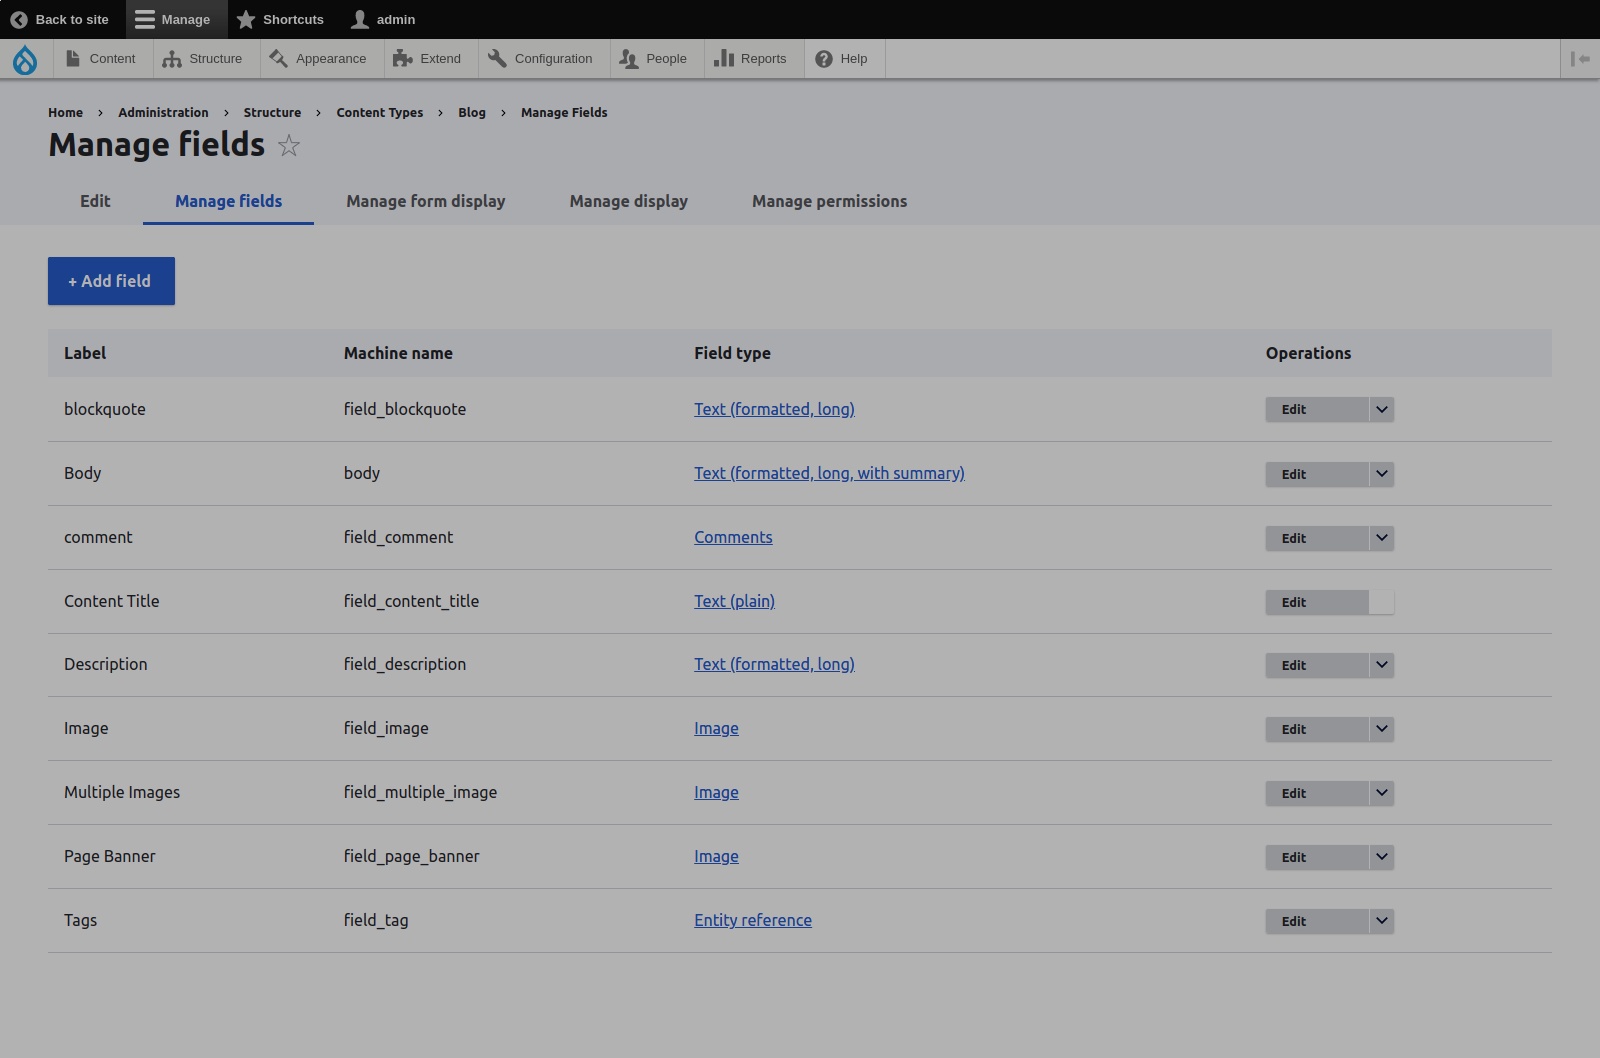 Back to site Manage Shortcuts admin
Content Structure Appearance Extend Configuration People Reports Help
Home › Administration › Structure › Content Types › Blog › Manage Fields
Manage fields
Edit Manage fields Manage form display Manage display Manage permissions
+ Add field
Label Machine name Field type Operations
blockquote field_blockquote Text (formatted, long) Edit
Body body Text (formatted, long, with summary) Edit
comment field_comment Comments Edit
Content Title field_content_title Text (plain) Edit
Description field_description Text (formatted, long) Edit
Image field_image Image Edit
Multiple Images field_multiple_image Image Edit
Page Banner field_page_banner Image Edit
Tags field_tag Entity reference Edit